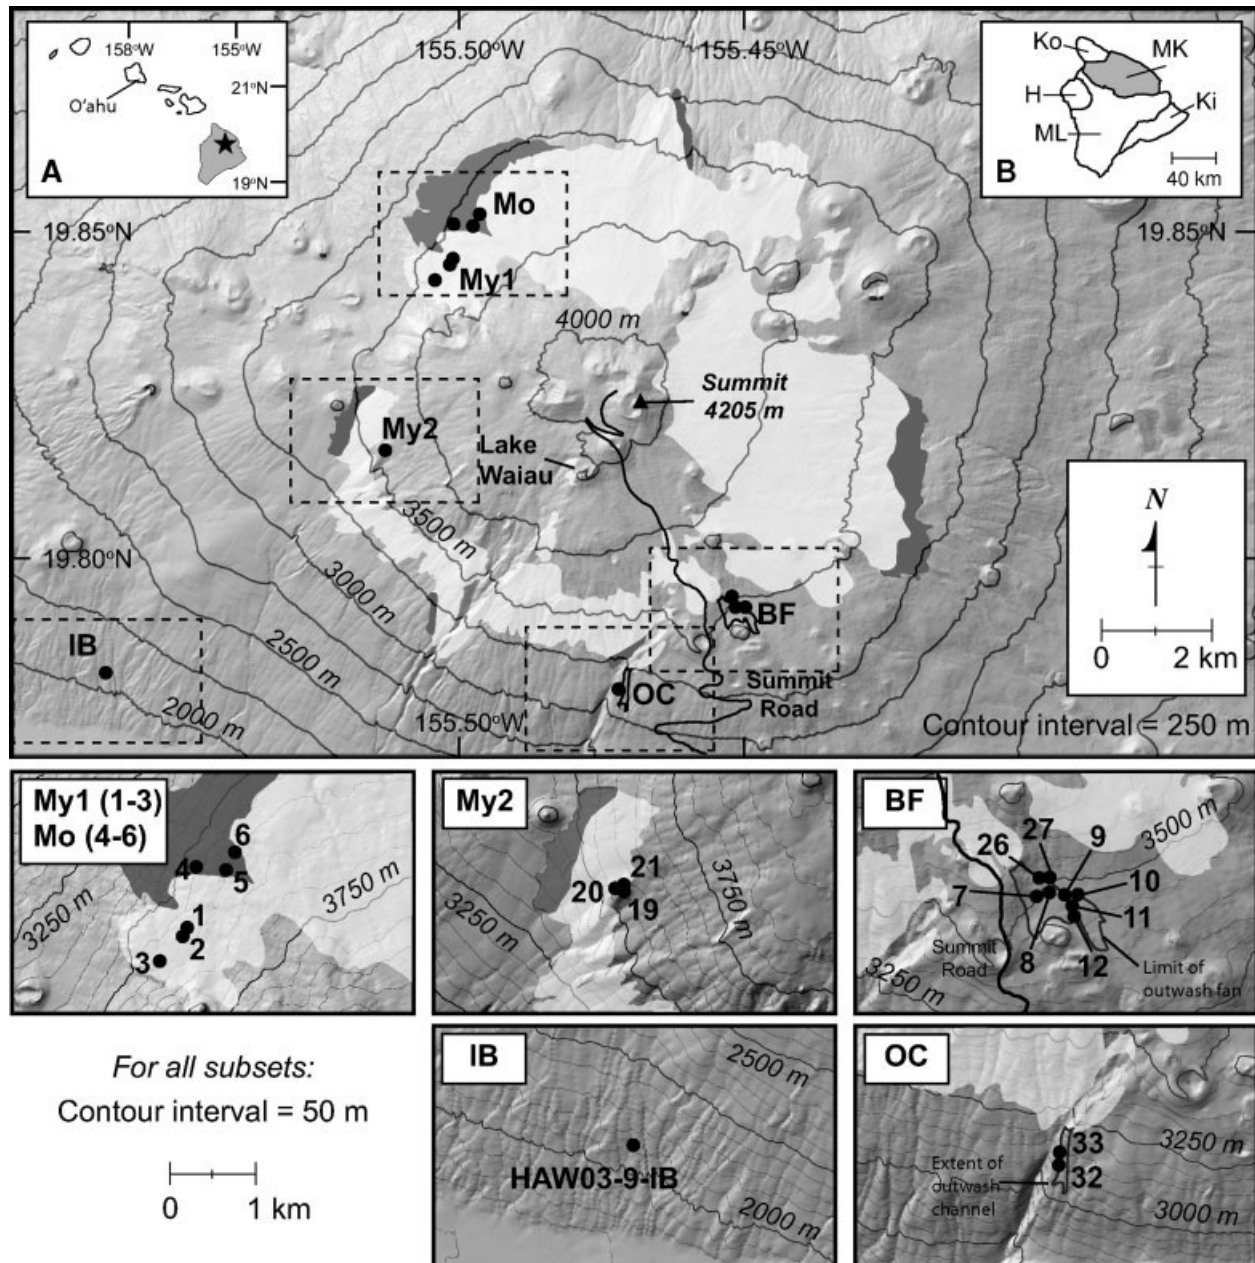 158°W
155°W
O'ahu
21°N
A
19°N
155.50°W
155.45°W
Ko
MK
H
Ki
ML
B
40 km
Mo
19.85°N
19.85°N
My1
4000 m
Summit
4205 m
My2
Lake
Waiau
3500 m
N
19.80°N
3000 m
BF
0
2 km
IB
2500 m
OC
Summit
Road
2000 m
155.50°W
Contour interval = 250 m
My1 (1-3)
Mo (4-6)
6
4
5
3750 m
3250 m
1
2
3
My2
21
20
19
3750 m
3250 m
BF
27
9
26
3500 m
7
10
11
Summit
Road
8
12
Limit of
outwash fan
3250 m
For all subsets:
Contour interval = 50 m
0
1 km
IB
2500 m
HAW03-9-IB
2000 m
OC
33
3250 m
Extent of
outwash
channel
32
3000 m